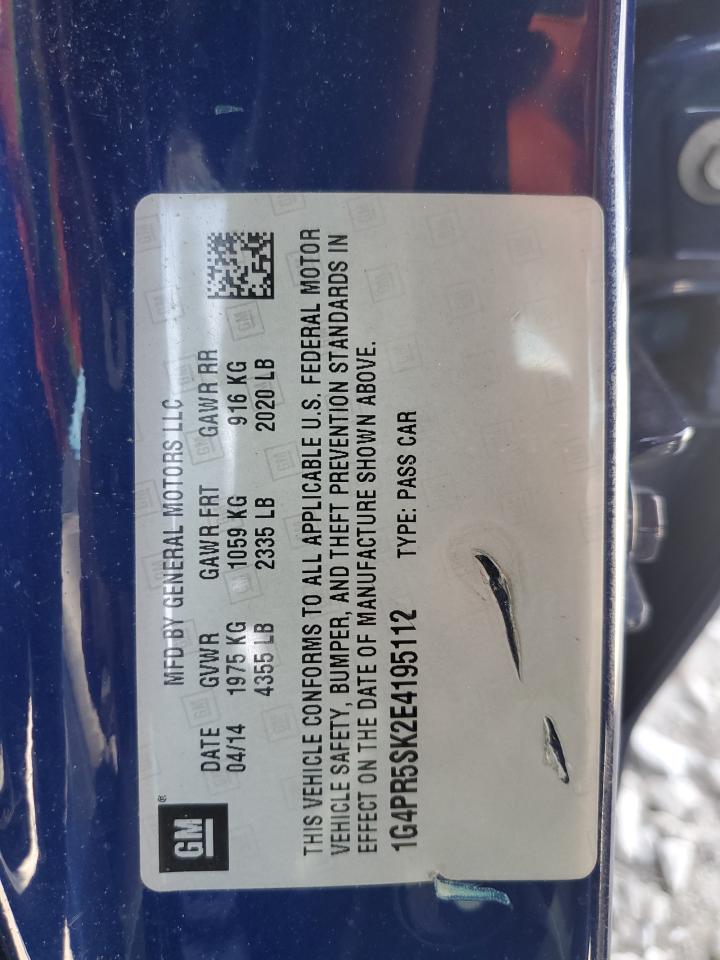 GM®
MFD BY GENERAL MOTORS LLC
DATE GVWR GAWR FRT GAWR RR
04/14 1975 KG 1059 KG 916 KG
4355 LB 2335 LB 2020 LB
THIS VEHICLE CONFORMS TO ALL APPLICABLE U.S. FEDERAL MOTOR
VEHICLE SAFETY, BUMPER, AND THEFT PREVENTION STANDARDS IN
EFFECT ON THE DATE OF MANUFACTURE SHOWN ABOVE.
1G4PR5SK2E4195112 TYPE: PASS CAR